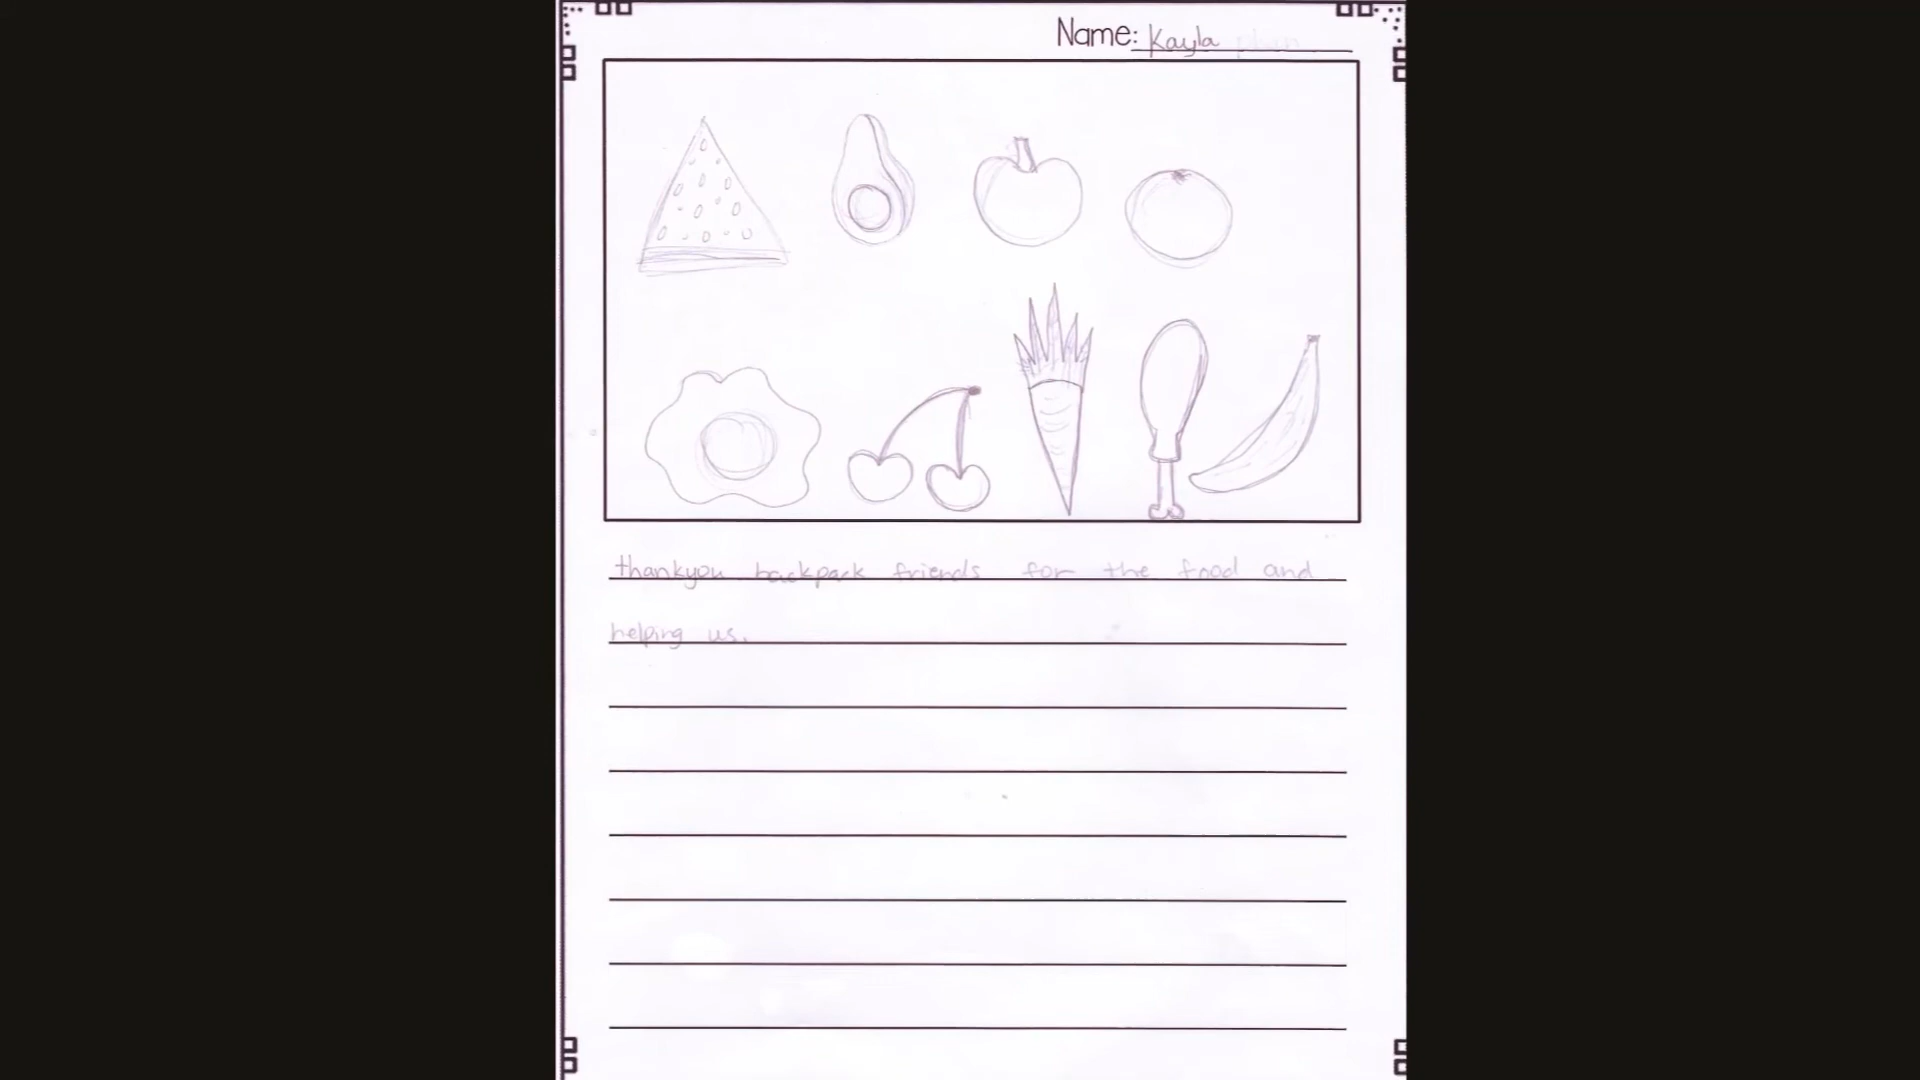 Name: Kayla
thankyou backpack friends for the food and
helping us.